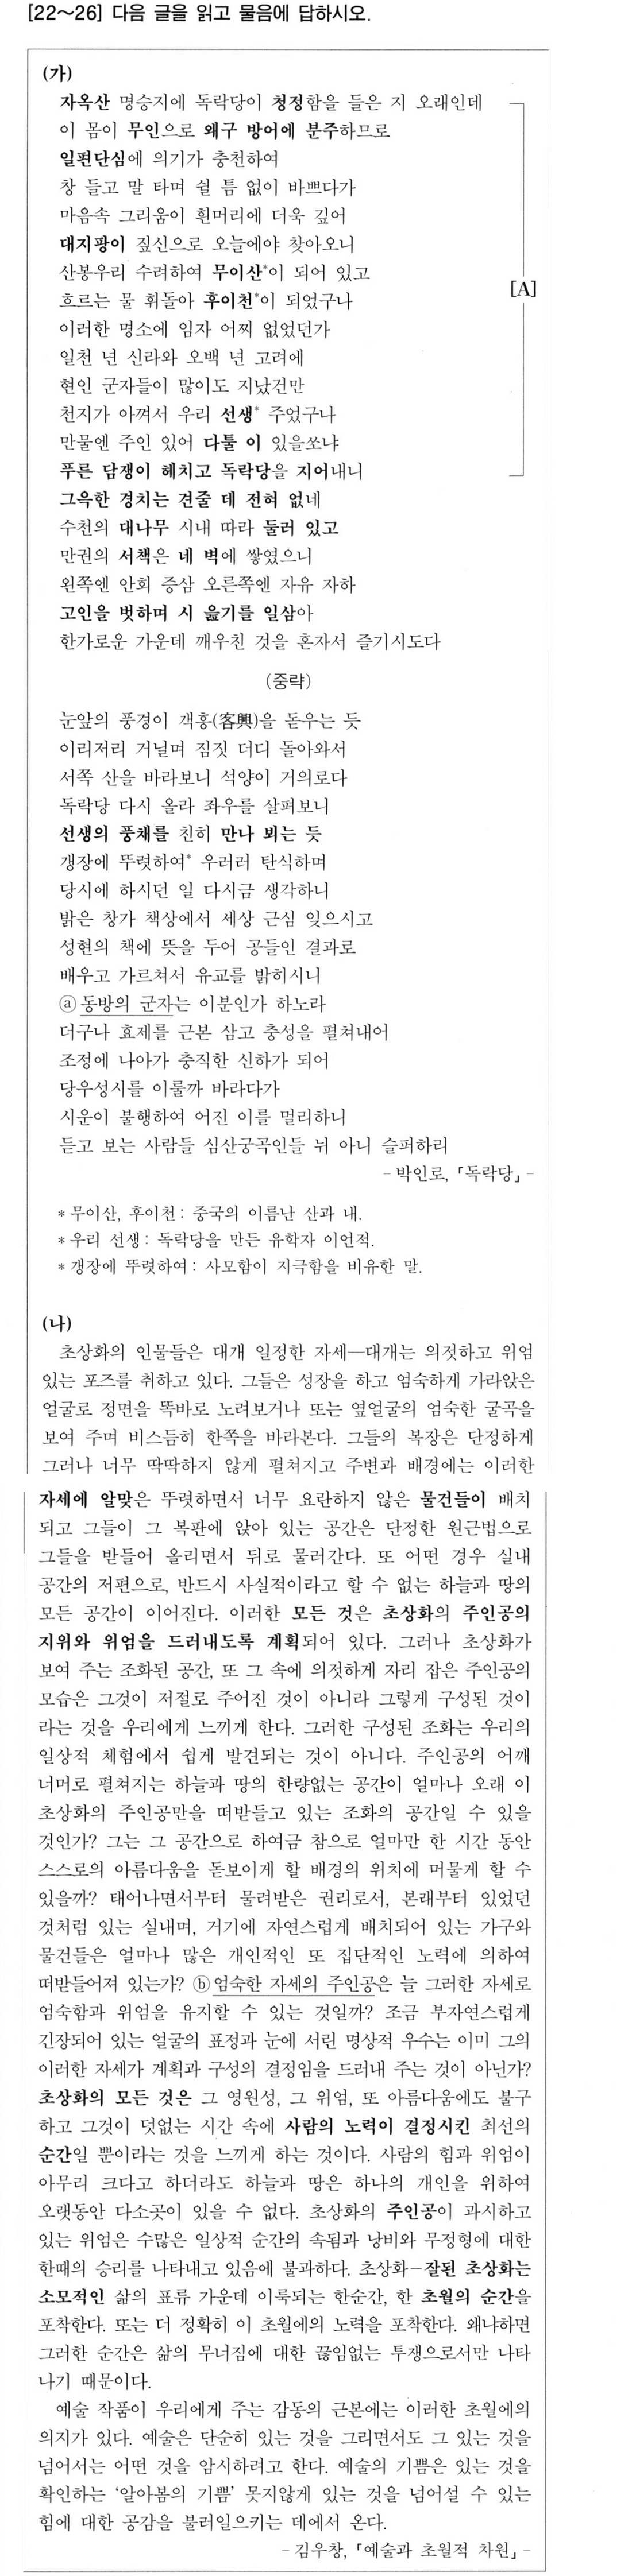 [22～26] 다음 글을 읽고 물음에 답하시오.
(가)
자옥산 명승지에 독락당이 청정함을 들은 지 오래인데
이 몸이 무인으로 왜구 방어에 분주하므로
일편단심에 의기가 충천하여
창 들고 말 타며 쉴 틈 없이 바쁘다가
마음속 그리움이 흰머리에 더욱 깊어
대지팡이 짚신으로 오늘에야 찾아오니
산봉우리 수려하여 무이산*이 되어 있고
흐르는 물 휘돌아 후이천*이 되었구나
[A]
이러한 명소에 임자 어찌 없었던가
일천 년 신라와 오백 년 고려에
현인 군자들이 많이도 지났건만
천지가 아껴서 우리 선생* 주었구나
만물엔 주인 있어 다툴 이 있을쏘냐
푸른 담쟁이 헤치고 독락당을 지어내니
그윽한 경치는 견줄 데 전혀 없네
수천의 대나무 시내 따라 둘러 있고
만권의 서책은 네 벽에 쌓였으니
왼쪽엔 안회 증삼 오른쪽엔 자유 자하
고인을 벗하며 시 읊기를 일삼아
한가로운 가운데 깨우친 것을 혼자서 즐기시도다
(중략)
눈앞의 풍경이 객흥(客興)을 돋우는 듯
이리저리 거닐며 짐짓 더디 돌아와서
서쪽 산을 바라보니 석양이 거의로다
독락당 다시 올라 좌우를 살펴보니
선생의 풍채를 친히 만나 뵈는 듯
갱장에 뚜렷하여* 우러러 탄식하며
당시에 하시던 일 다시금 생각하니
밝은 창가 책상에서 세상 근심 잊으시고
성현의 책에 뜻을 두어 공들인 결과로
배우고 가르쳐서 유교를 밝히시니
ⓐ동방의 군자는 이분인가 하노라
더구나 효제를 근본 삼고 충성을 펼쳐내어
조정에 나아가 충직한 신하가 되어
당우성시를 이룰까 바라다가
시운이 불행하여 어진 이를 멀리하니
듣고 보는 사람들 심산궁곡인들 뉘 아니 슬퍼하리
- 박인로, 「독락당」 -
* 무이산, 후이천 : 중국의 이름난 산과 내.
* 우리 선생 : 독락당을 만든 유학자 이언적.
* 갱장에 뚜렷하여 : 사모함이 지극함을 비유한 말.
(나)
초상화의 인물들은 대개 일정한 자세―대개는 의젓하고 위엄
있는 포즈를 취하고 있다. 그들은 성장을 하고 엄숙하게 가라앉은
얼굴로 정면을 똑바로 노려보거나 또는 옆얼굴의 엄숙한 굴곡을
보여 주며 비스듬히 한쪽을 바라본다. 그들의 복장은 단정하게
그러나 너무 딱딱하지 않게 펼쳐지고 주변과 배경에는 이러한
자세에 알맞은 뚜렷하면서 너무 요란하지 않은 물건들이 배치
되고 그들이 그 복판에 앉아 있는 공간은 단정한 원근법으로
그들을 받들어 올리면서 뒤로 물러간다. 또 어떤 경우 실내
공간의 저편으로, 반드시 사실적이라고 할 수 없는 하늘과 땅의
모든 공간이 이어진다. 이러한 모든 것은 초상화의 주인공의
지위와 위엄을 드러내도록 계획되어 있다. 그러나 초상화가
보여 주는 조화된 공간, 또 그 속에 의젓하게 자리 잡은 주인공의
모습은 그것이 저절로 주어진 것이 아니라 그렇게 구성된 것이
라는 것을 우리에게 느끼게 한다. 그러한 구성된 조화는 우리의
일상적 체험에서 쉽게 발견되는 것이 아니다. 주인공의 어깨
너머로 펼쳐지는 하늘과 땅의 한량없는 공간이 얼마나 오래 이
초상화의 주인공만을 떠받들고 있는 조화의 공간일 수 있을
것인가? 그는 그 공간으로 하여금 참으로 얼마만 한 시간 동안
스스로의 아름다움을 돋보이게 할 배경의 위치에 머물게 할 수
있을까? 태어나면서부터 물려받은 권리로서, 본래부터 있었던
것처럼 있는 실내며, 거기에 자연스럽게 배치되어 있는 가구와
물건들은 얼마나 많은 개인적인 또 집단적인 노력에 의하여
떠받들어져 있는가? ⓑ엄숙한 자세의 주인공은 늘 그러한 자세로
엄숙함과 위엄을 유지할 수 있는 것일까? 조금 부자연스럽게
긴장되어 있는 얼굴의 표정과 눈에 서린 명상적 우수는 이미 그의
이러한 자세가 계획과 구성의 결정임을 드러내 주는 것이 아닌가?
초상화의 모든 것은 그 영원성, 그 위엄, 또 아름다움에도 불구
하고 그것이 덧없는 시간 속에 사람의 노력이 결정시킨 최선의
순간일 뿐이라는 것을 느끼게 하는 것이다. 사람의 힘과 위엄이
아무리 크다고 하더라도 하늘과 땅은 하나의 개인을 위하여
오랫동안 다소곳이 있을 수 없다. 초상화의 주인공이 과시하고
있는 위엄은 수많은 일상적 순간의 속됨과 낭비와 무정형에 대한
한때의 승리를 나타내고 있음에 불과하다. 초상화－잘된 초상화는
소모적인 삶의 표류 가운데 이룩되는 한순간, 한 초월의 순간을
포착한다. 또는 더 정확히 이 초월에의 노력을 포착한다. 왜냐하면
그러한 순간은 삶의 무너짐에 대한 끊임없는 투쟁으로서만 나타
나기 때문이다.
예술 작품이 우리에게 주는 감동의 근본에는 이러한 초월에의
의지가 있다. 예술은 단순히 있는 것을 그리면서도 그 있는 것을
넘어서는 어떤 것을 암시하려고 한다. 예술의 기쁨은 있는 것을
확인하는 ‘알아봄의 기쁨’ 못지않게 있는 것을 넘어설 수 있는
힘에 대한 공감을 불러일으키는 데에서 온다.
- 김우창, 「예술과 초월적 차원」 -